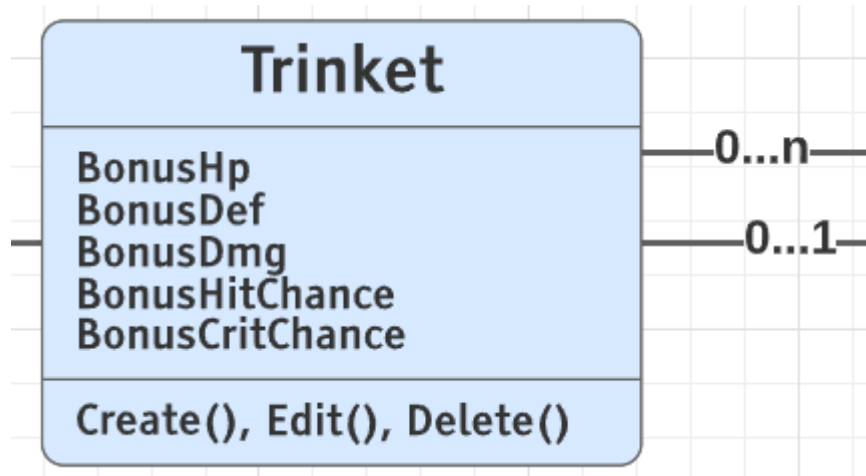 Trinket
BonusHp
0...n
BonusDef
BonusDmg
0...1
BonusHitChance
BonusCritChance
Create(), Edit(), Delete()